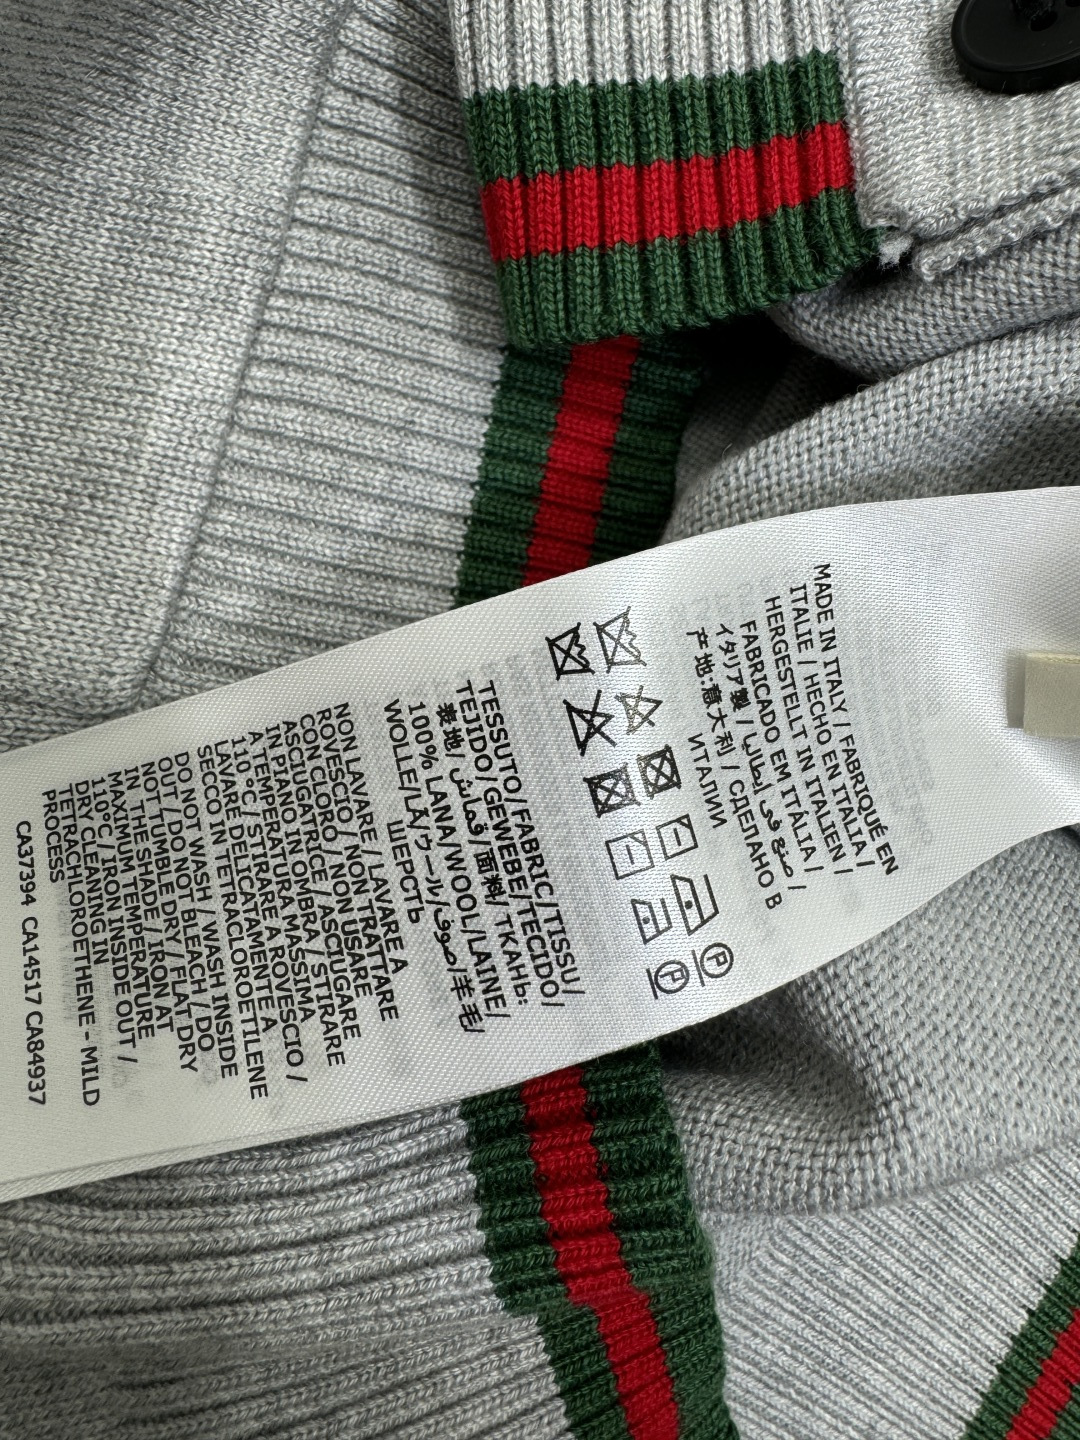 MADE IN ITALY / FABRIQUÉ EN
ITALIE / HECHO EN ITALIA /
HERGESTELLT IN ITALIEN /
FABRICADO EM ITÁLIA /
イタリア製 / صنع في إيطاليا /
产地:意大利 / СДЕЛАНО В
ИТАЛИИ
P P
TESSUTO/FABRIC/TISSU/
TEJIDO/GEWEBE/TECIDO/
表地/قماش/面料/ТКАНЬ:
100% LANA/WOOL/LAINE/
WOLLE/LÃ/ウール/صوف/羊毛/
ШЕРСТЬ
NON LAVARE / LAVARE A
ROVESCIO / NON TRATTARE
CON CLORO / NON USARE
ASCIUGATRICE / ASCIUGARE
IN PIANO IN OMBRA / STIRARE
A TEMPERATURA MASSIMA
110°C/ STIRARE A ROVESCIO /
LAVARE DELICATAMENTE A
SECCO IN TETRACLOROETILENE
DO NOT WASH / WASH INSIDE
OUT / DO NOT BLEACH / DO
NOT TUMBLE DRY / FLAT DRY
IN THE SHADE / IRON AT
MAXIMUM TEMPERATURE
110°C/ IRON INSIDE OUT /
DRY CLEANING IN
TETRACHLOROETHENE - MILD
PROCESS
CA37394 CA14517 CA84937